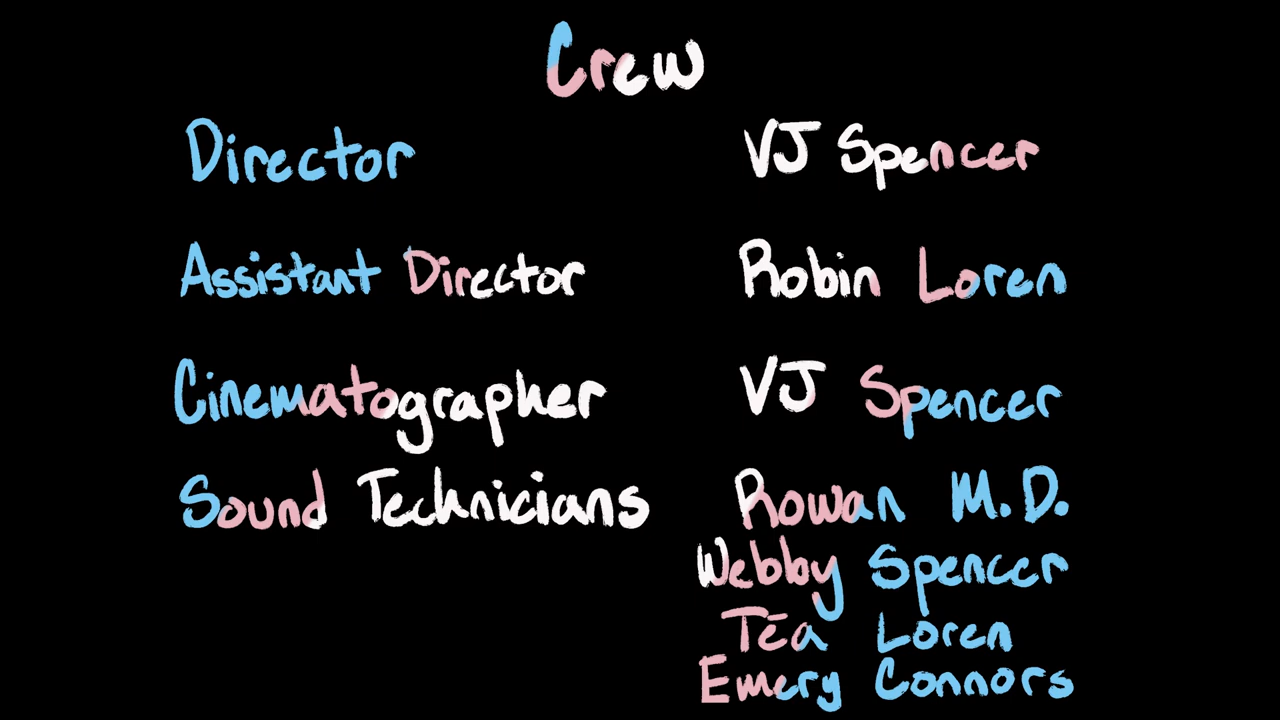 Crew
Director VJ Spencer
Assistant Director Robin Loren
Cinematographer VJ Spencer
Sound Technicians Rowan M.D.
Webby Spencer
Tēa Loren
Emery Connors